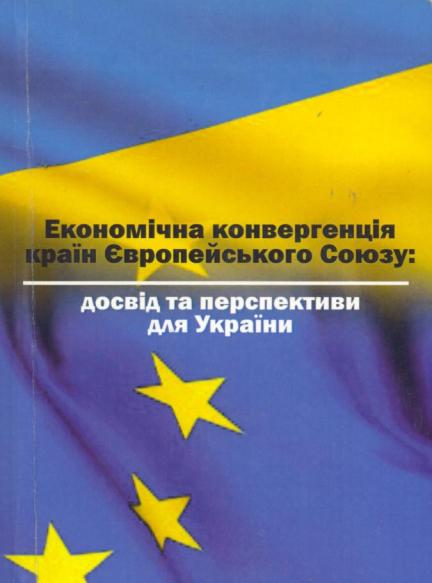 Економічна конвергенція
країн Європейського Союзу:
досвід та перспективи
для України